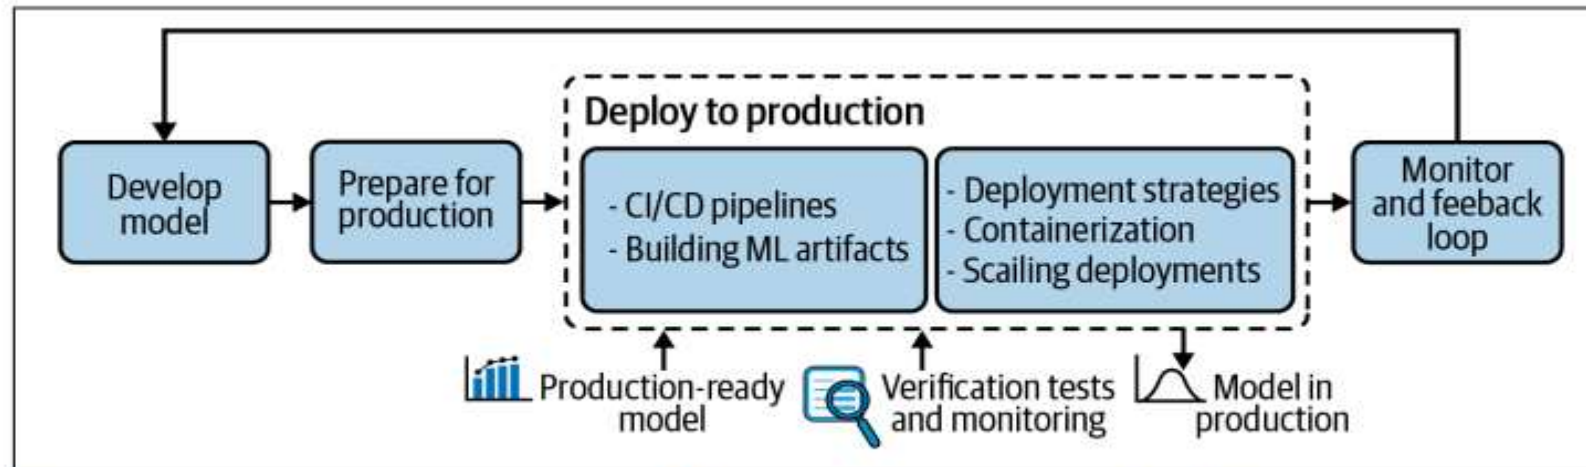 Deploy to production
Develop
model
Prepare for
production
- CI/CD pipelines
- Building ML artifacts
- Deployment strategies
- Containerization
- Scailing deployments
Monitor
and feeback
loop
Production-ready
model
Verification tests
and monitoring
Model in
production